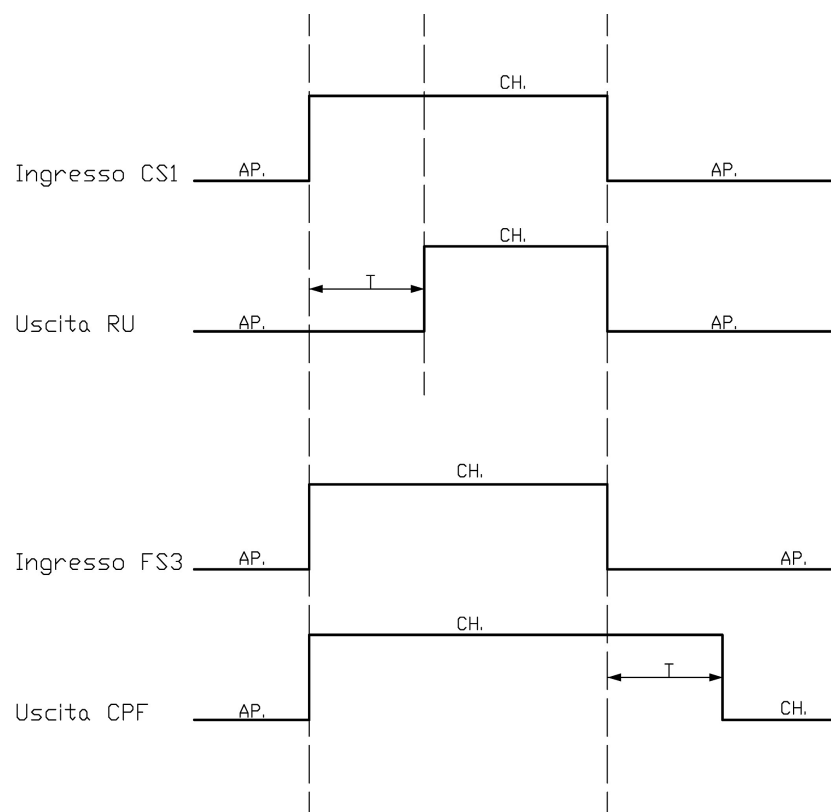 CH.
Ingresso CS1 AP. AP.
CH.
T
Uscita RU AP. AP.
CH.
Ingresso FS3 AP. AP.
CH.
T
Uscita CPF AP. CH.